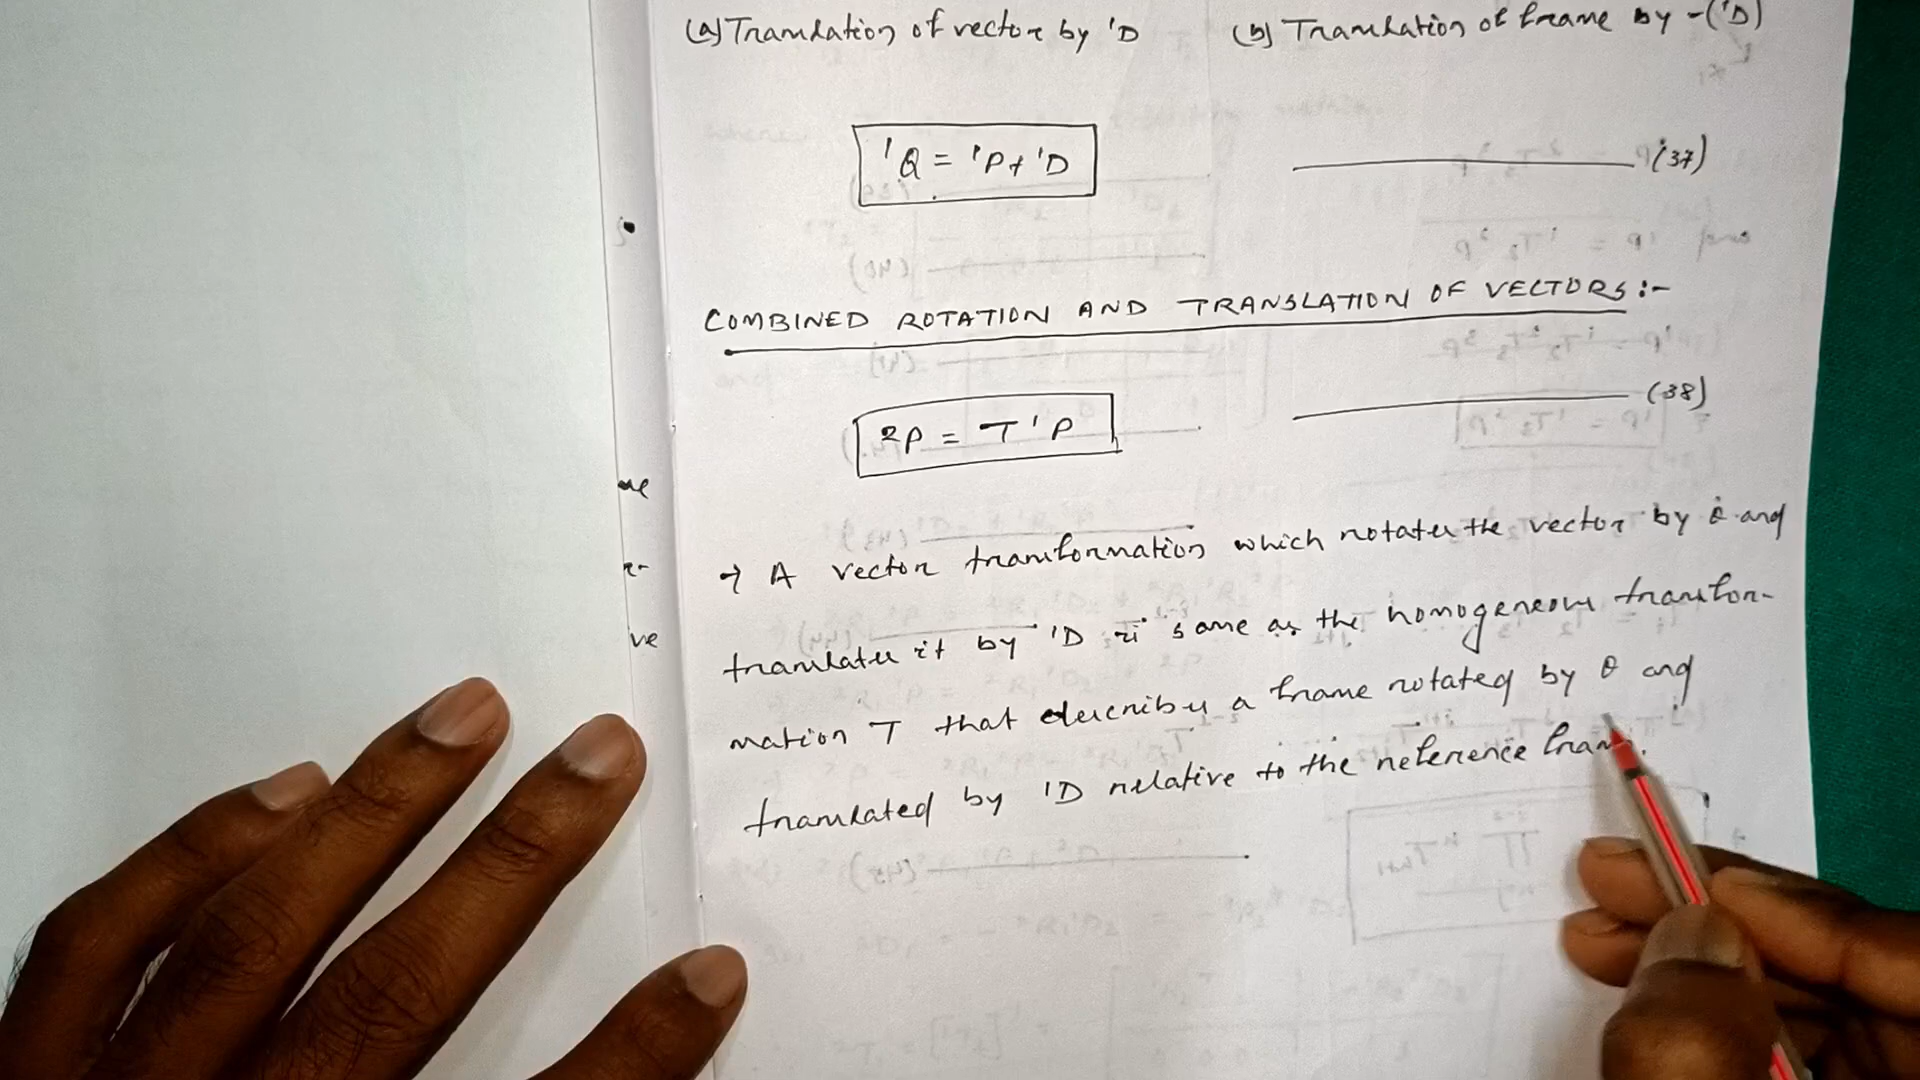 (a) Translation of vector by ¹D (b) Translation of frame by -(¹D)
¹Q = ¹P + ¹D (37)
COMBINED ROTATION AND TRANSLATION OF VECTORS:-
²P = T ¹P (38)
→ A vector transformation which rotates the vector by θ and
translates it by ¹D is same as the homogeneous transfor-
mation T that describes a frame rotated by θ and
translated by ¹D relative to the reference frame.
ve